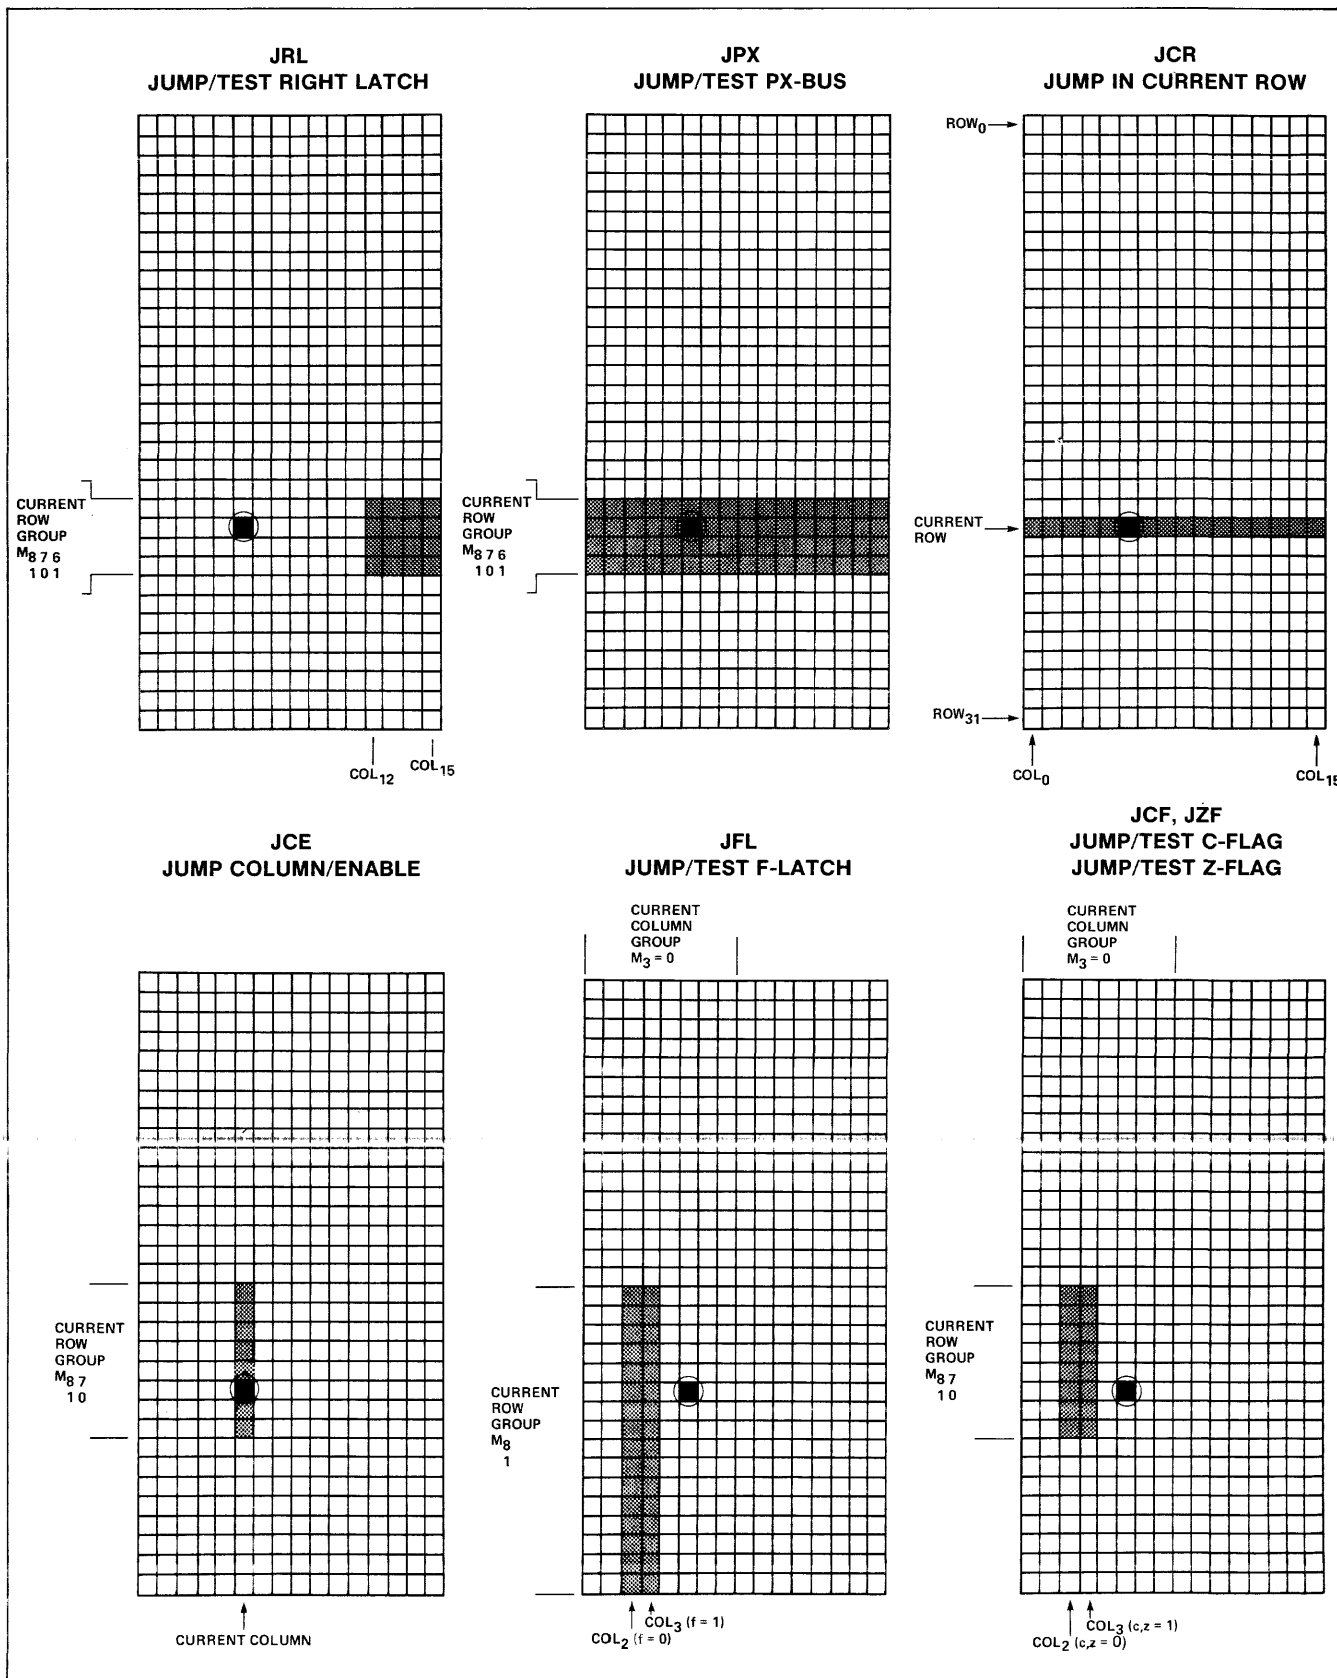 JRL
JUMP/TEST RIGHT LATCH
JPX
JUMP/TEST PX-BUS
JCR
JUMP IN CURRENT ROW
CURRENT
ROW
GROUP
M8 7 6
1 0 1
COL12
COL15
CURRENT
ROW
GROUP
M8 7 6
1 0 1
ROW0
CURRENT
ROW
ROW31
COL0
COL15
JCE
JUMP COLUMN/ENABLE
JFL
JUMP/TEST F-LATCH
JCF, JZF
JUMP/TEST C-FLAG
JUMP/TEST Z-FLAG
CURRENT
ROW
GROUP
M8 7
1 0
CURRENT COLUMN
CURRENT
COLUMN
GROUP
M3 = 0
CURRENT
ROW
GROUP
M8
1
COL3 (f = 1)
COL2 (f = 0)
CURRENT
COLUMN
GROUP
M3 = 0
CURRENT
ROW
GROUP
M8 7
1 0
COL3 (c,z = 1)
COL2 (c,z = 0)